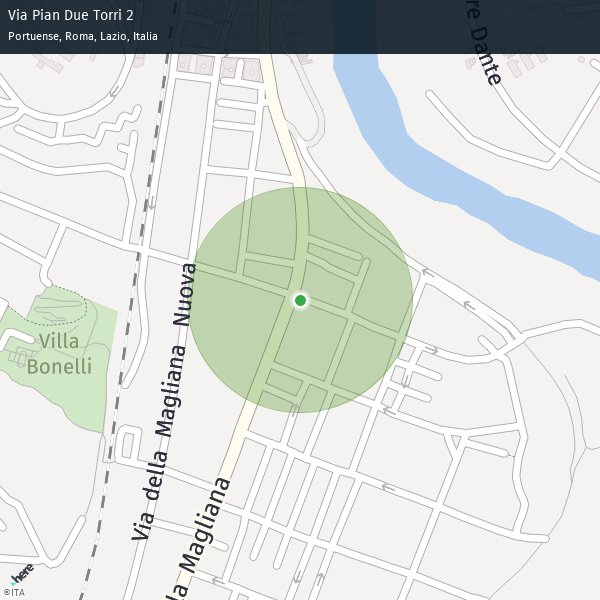 Via Pian Due Torri 2
Portuense, Roma, Lazio, Italia
re Dante
Via della Magliana Nuova
Villa
Bonelli
la Magliana
here
©ITA